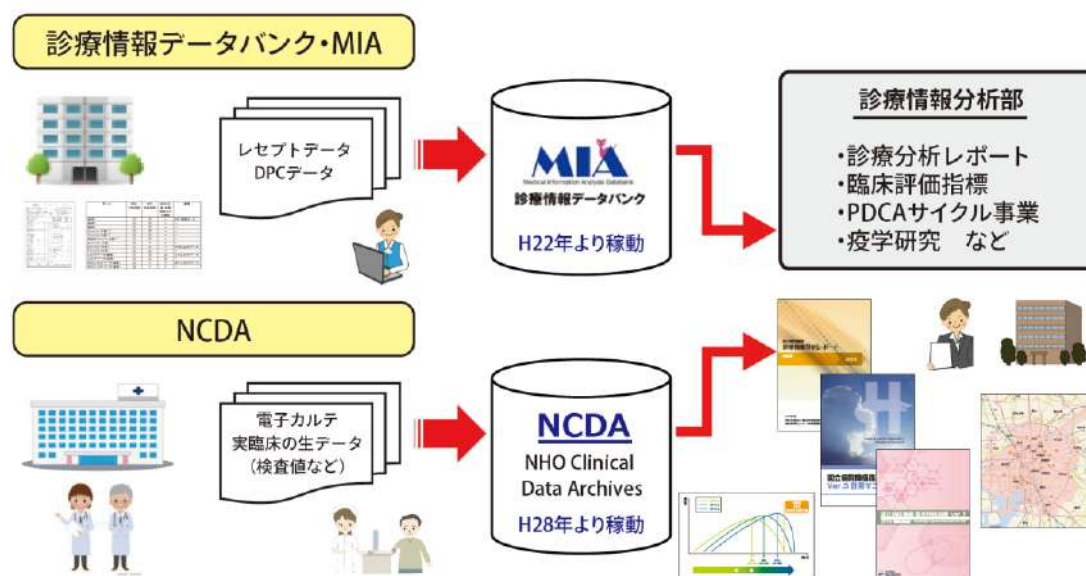 診療情報データバンク・MIA
レセプトデータ
DPCデータ
MIA
Medical Information Analysis Databank
診療情報データバンク
H22年より稼動
診療情報分析部
・診療分析レポート
・臨床評価指標
・PDCAサイクル事業
・疫学研究　など
NCDA
電子カルテ
実臨床の生データ
（検査値など）
NCDA
NHO Clinical
Data Archives
H28年より稼動